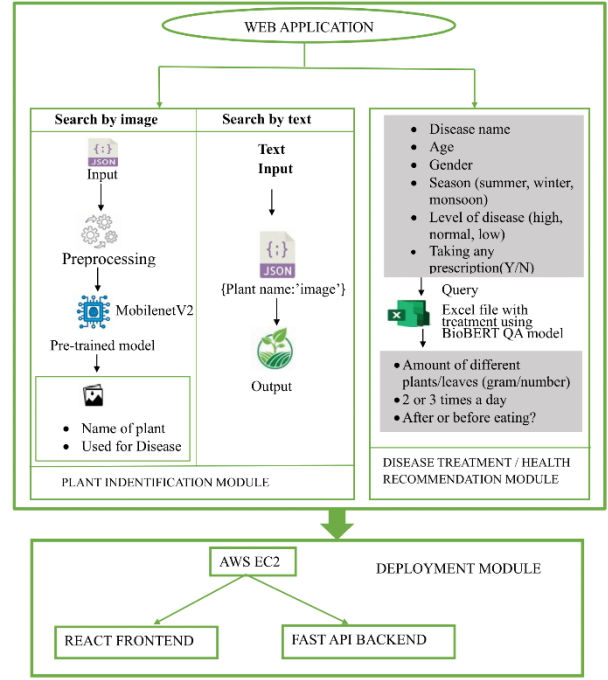 WEB APPLICATION
Search by image
{;}
JSON
Input
Preprocessing
MobilenetV2
Pre-trained model
• Name of plant
• Used for Disease
Search by text
Text
Input
{;}
JSON
{Plant name:’image’}
Output
PLANT INDENTIFICATION MODULE
• Disease name
• Age
• Gender
• Season (summer, winter,
monsoon)
• Level of disease (high,
normal, low)
• Taking any
prescription(Y/N)
Query
X
Excel file with
treatment using
BioBERT QA model
• Amount of different
plants/leaves (gram/number)
• 2 or 3 times a day
• After or before eating?
DISEASE TREATMENT / HEALTH
RECOMMENDATION MODULE
AWS EC2
DEPLOYMENT MODULE
REACT FRONTEND
FAST API BACKEND